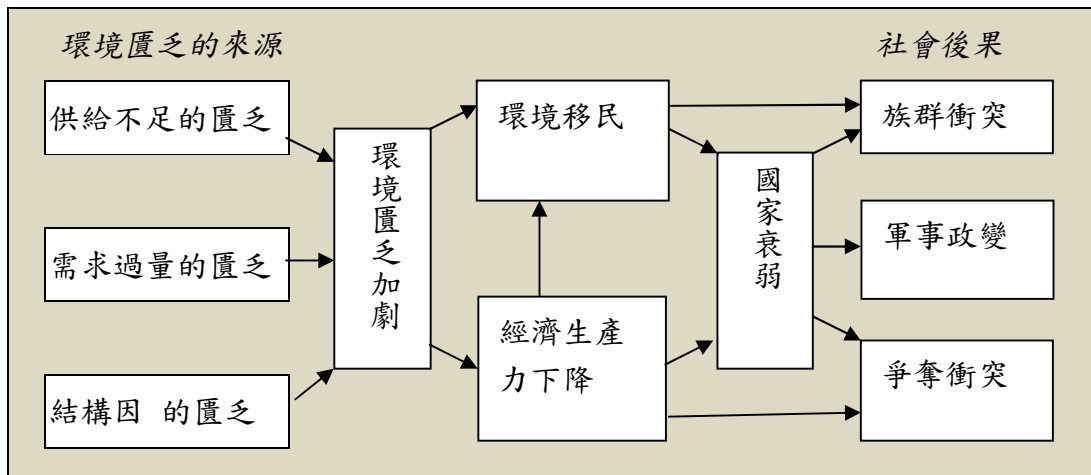 環境匱乏的來源
社會後果
供給不足的匱乏
需求過量的匱乏
結構因 的匱乏
環境匱乏加劇
環境移民
經濟生產
力下降
國家衰弱
族群衝突
軍事政變
爭奪衝突